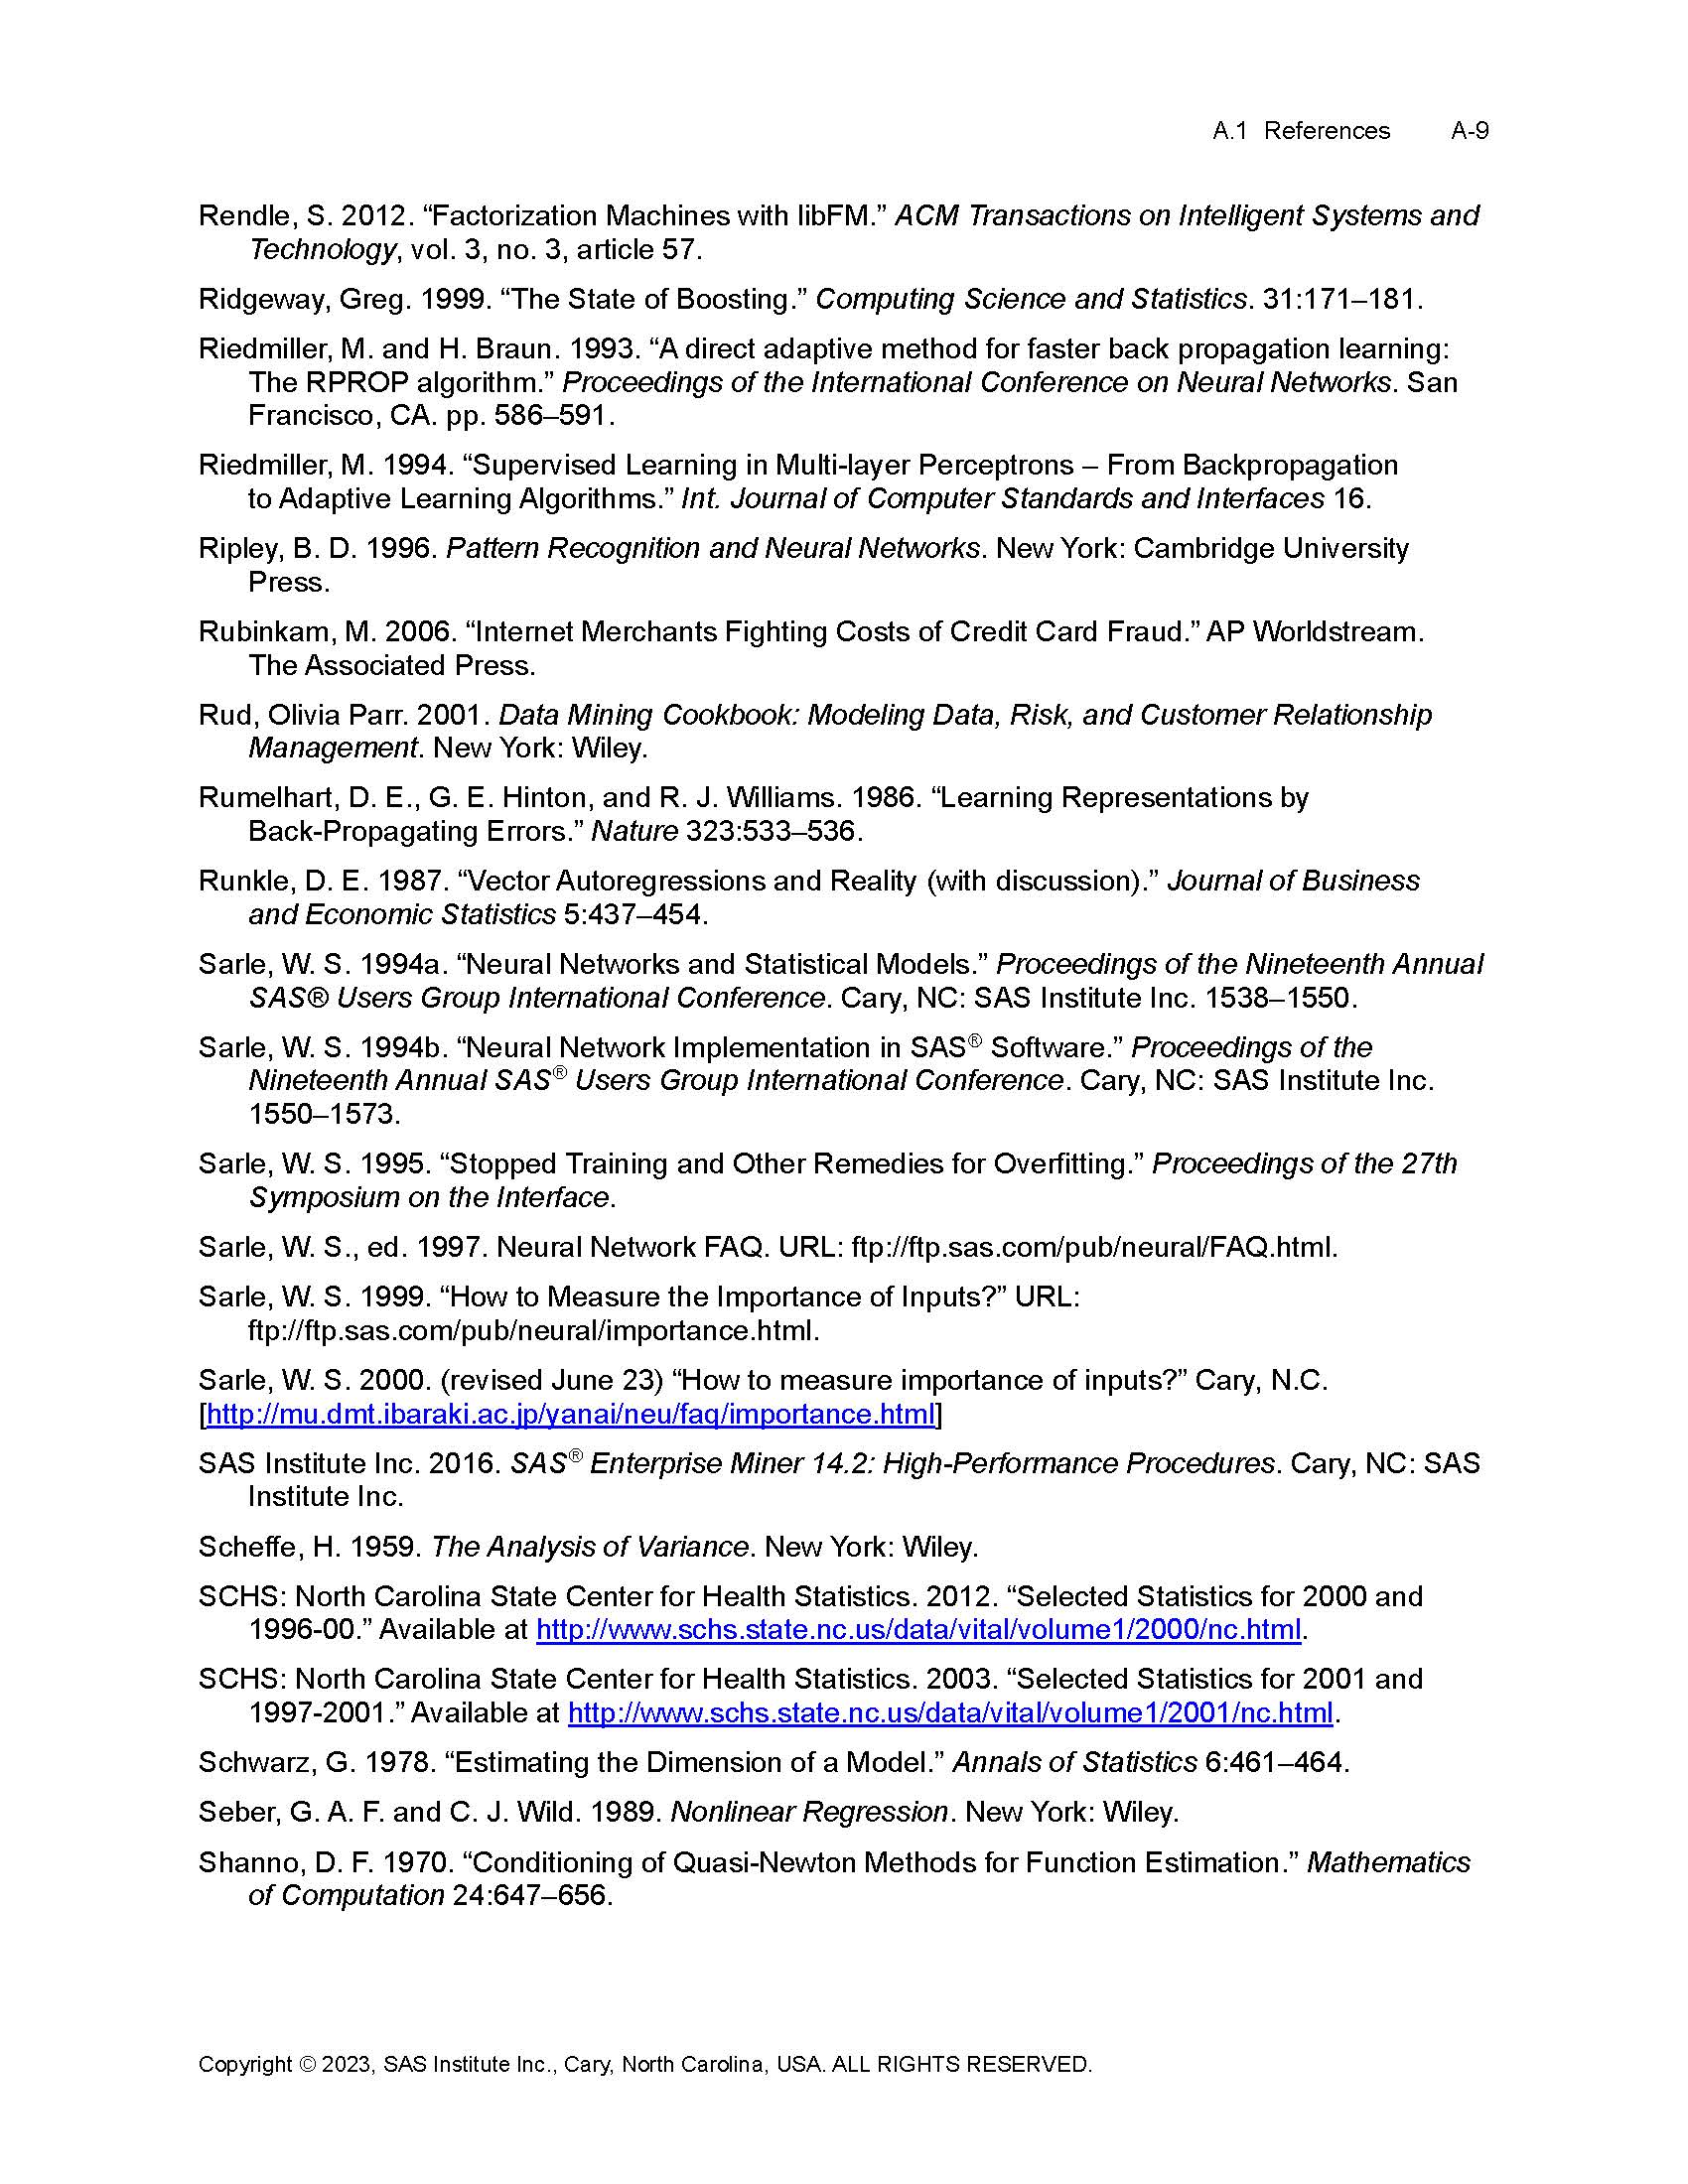 A.1 References A-9
Rendle, S. 2012. “Factorization Machines with libFM.” ACM Transactions on Intelligent Systems and
Technology, vol. 3, no. 3, article 57.
Ridgeway, Greg. 1999. “The State of Boosting.” Computing Science and Statistics. 31:171–181.
Riedmiller, M. and H. Braun. 1993. “A direct adaptive method for faster back propagation learning:
The RPROP algorithm.” Proceedings of the International Conference on Neural Networks. San
Francisco, CA. pp. 586–591.
Riedmiller, M. 1994. “Supervised Learning in Multi-layer Perceptrons – From Backpropagation
to Adaptive Learning Algorithms.” Int. Journal of Computer Standards and Interfaces 16.
Ripley, B. D. 1996. Pattern Recognition and Neural Networks. New York: Cambridge University
Press.
Rubinkam, M. 2006. “Internet Merchants Fighting Costs of Credit Card Fraud.” AP Worldstream.
The Associated Press.
Rud, Olivia Parr. 2001. Data Mining Cookbook: Modeling Data, Risk, and Customer Relationship
Management. New York: Wiley.
Rumelhart, D. E., G. E. Hinton, and R. J. Williams. 1986. “Learning Representations by
Back-Propagating Errors.” Nature 323:533–536.
Runkle, D. E. 1987. “Vector Autoregressions and Reality (with discussion).” Journal of Business
and Economic Statistics 5:437–454.
Sarle, W. S. 1994a. “Neural Networks and Statistical Models.” Proceedings of the Nineteenth Annual
SAS® Users Group International Conference. Cary, NC: SAS Institute Inc. 1538–1550.
Sarle, W. S. 1994b. “Neural Network Implementation in SAS® Software.” Proceedings of the
Nineteenth Annual SAS® Users Group International Conference. Cary, NC: SAS Institute Inc.
1550–1573.
Sarle, W. S. 1995. “Stopped Training and Other Remedies for Overfitting.” Proceedings of the 27th
Symposium on the Interface.
Sarle, W. S., ed. 1997. Neural Network FAQ. URL: ftp://ftp.sas.com/pub/neural/FAQ.html.
Sarle, W. S. 1999. “How to Measure the Importance of Inputs?” URL:
ftp://ftp.sas.com/pub/neural/importance.html.
Sarle, W. S. 2000. (revised June 23) “How to measure importance of inputs?” Cary, N.C.
[http://mu.dmt.ibaraki.ac.jp/yanai/neu/faq/importance.html]
SAS Institute Inc. 2016. SAS® Enterprise Miner 14.2: High-Performance Procedures. Cary, NC: SAS
Institute Inc.
Scheffe, H. 1959. The Analysis of Variance. New York: Wiley.
SCHS: North Carolina State Center for Health Statistics. 2012. “Selected Statistics for 2000 and
1996-00.” Available at http://www.schs.state.nc.us/data/vital/volume1/2000/nc.html.
SCHS: North Carolina State Center for Health Statistics. 2003. “Selected Statistics for 2001 and
1997-2001.” Available at http://www.schs.state.nc.us/data/vital/volume1/2001/nc.html.
Schwarz, G. 1978. “Estimating the Dimension of a Model.” Annals of Statistics 6:461–464.
Seber, G. A. F. and C. J. Wild. 1989. Nonlinear Regression. New York: Wiley.
Shanno, D. F. 1970. “Conditioning of Quasi-Newton Methods for Function Estimation.” Mathematics
of Computation 24:647–656.
Copyright © 2023, SAS Institute Inc., Cary, North Carolina, USA. ALL RIGHTS RESERVED.